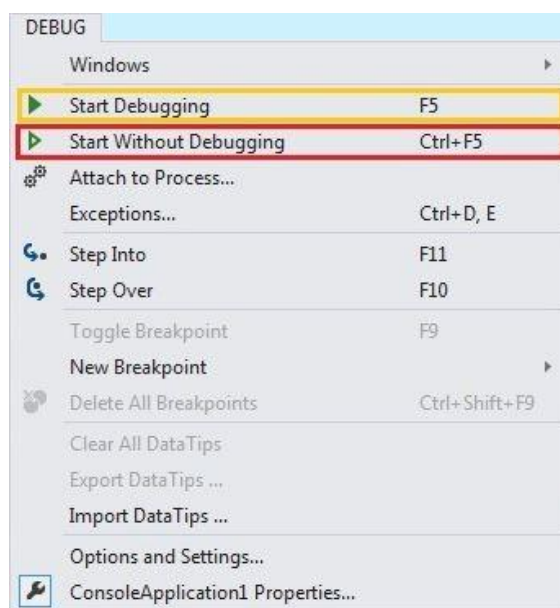 DEBUG
Windows
Start Debugging F5
Start Without Debugging Ctrl+F5
Attach to Process...
Exceptions... Ctrl+D, E
Step Into F11
Step Over F10
Toggle Breakpoint F9
New Breakpoint
Delete All Breakpoints Ctrl+Shift+F9
Clear All DataTips
Export DataTips ...
Import DataTips ...
Options and Settings...
ConsoleApplication1 Properties...